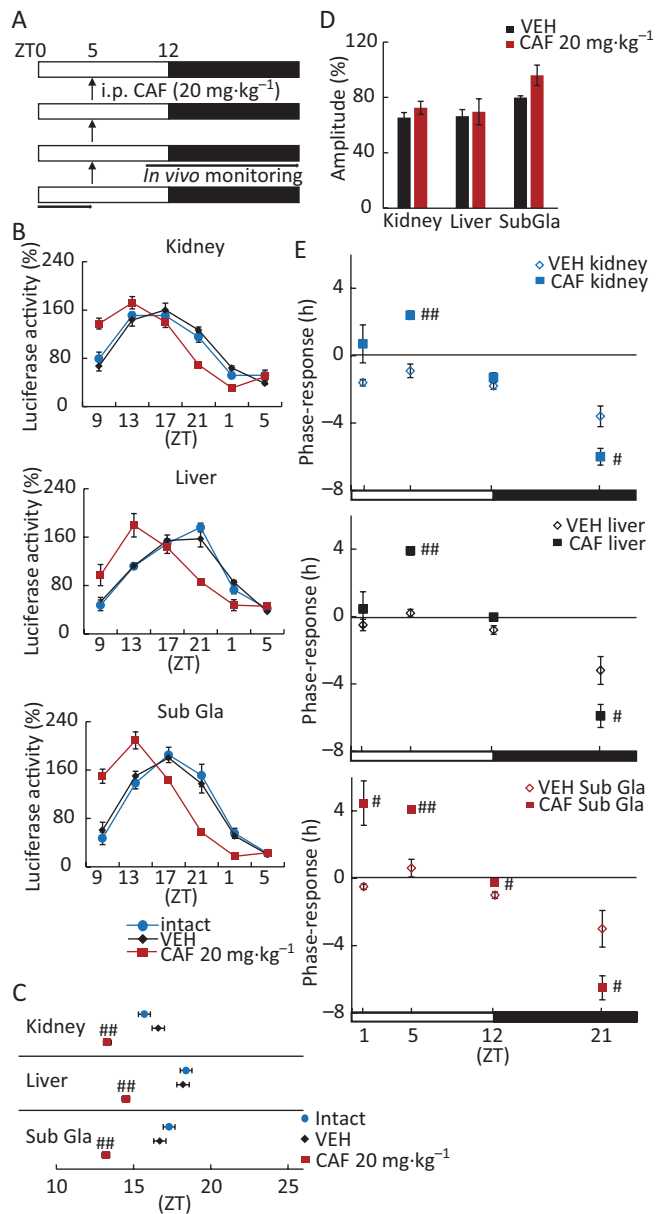 A
ZT0 5 12
i.p. CAF (20 mg·kg⁻¹)
In vivo monitoring
B
Kidney
Luciferase activity (%)
240
160
80
0
9 13 17 21 1 5
(ZT)
Liver
Luciferase activity (%)
240
160
80
0
9 13 17 21 1 5
(ZT)
Sub Gla
Luciferase activity (%)
240
160
80
0
9 13 17 21 1 5
(ZT)
intact
VEH
CAF 20 mg·kg⁻¹
C
Kidney
##
Liver
##
Sub Gla
##
Intact
VEH
CAF 20 mg·kg⁻¹
10 15 20 25
(ZT)
D
VEH
CAF 20 mg·kg⁻¹
Amplitude (%)
120
80
40
0
Kidney Liver SubGla
E
VEH kidney
CAF kidney
Phase-response (h)
4
0
−4
−8
##
#
VEH liver
CAF liver
Phase-response (h)
4
0
−4
−8
##
#
VEH Sub Gla
CAF Sub Gla
Phase-response (h)
4
0
−4
−8
#
##
#
#
1 5 12 21
(ZT)